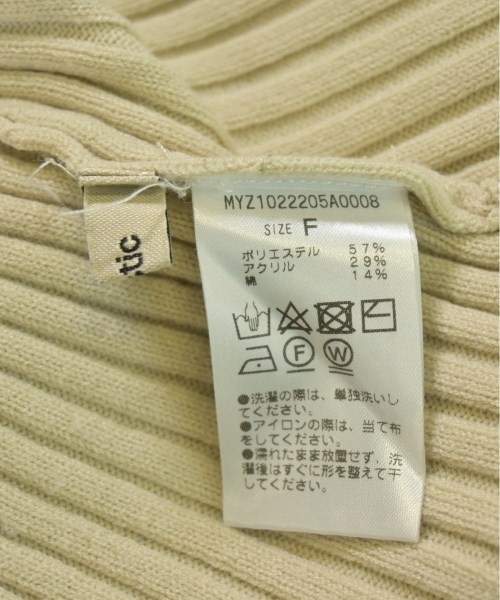 MYZ1022205A0008
SIZE F
ポリエステル 57%
アクリル 29%
綿 14%
F W
●洗濯の際は、単独洗いし
てください。
●アイロンの際は、当て布
をしてください。
●濡れたまま放置せず、洗
濯後はすぐに形を整えて干
してください。
tic